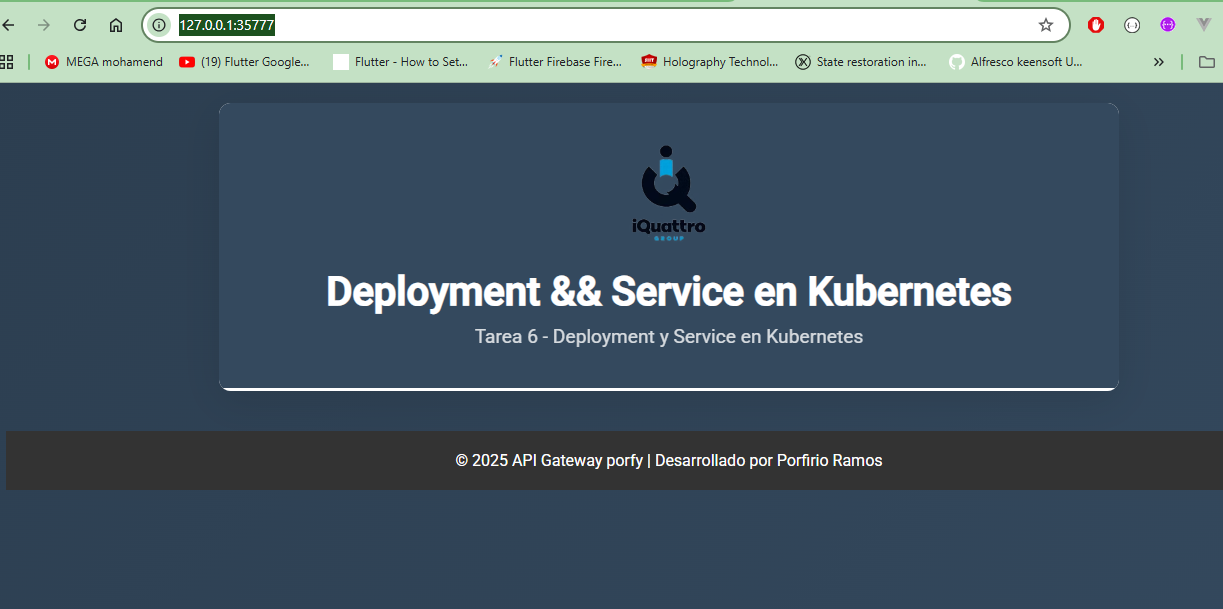 127.0.0.1:35777
MEGA mohamend
(19) Flutter Google...
Flutter - How to Set...
Flutter Firebase Fire...
Holography Technol...
State restoration in...
Alfresco keensoft U...
iQuattro
GROUP
Deployment && Service en Kubernetes
Tarea 6 - Deployment y Service en Kubernetes
© 2025 API Gateway porfy | Desarrollado por Porfirio Ramos